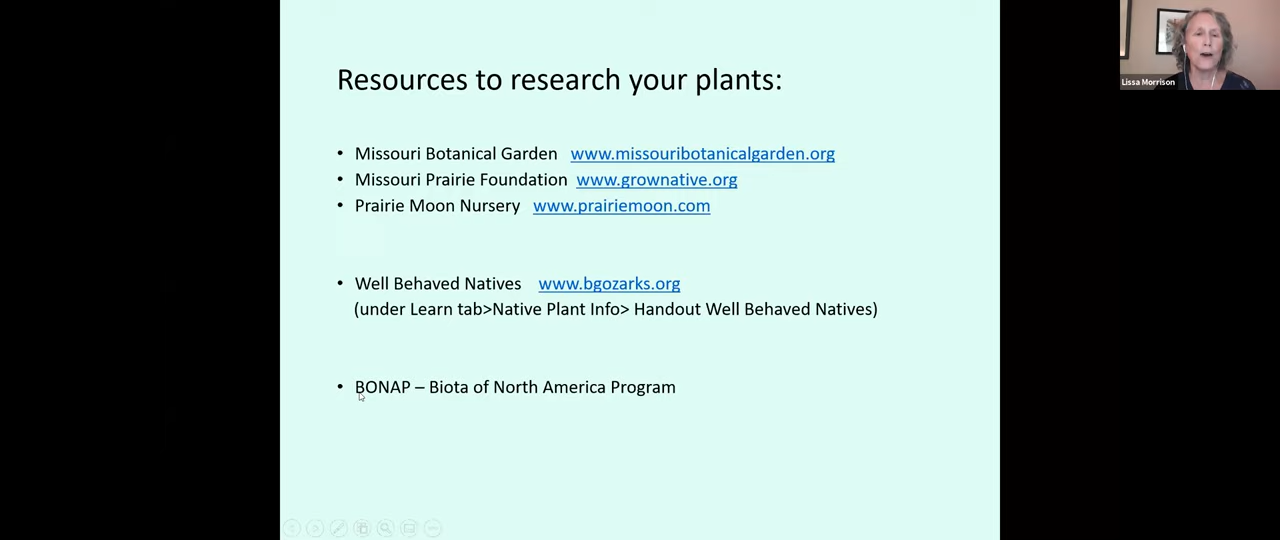 Resources to research your plants:
• Missouri Botanical Garden www.missouribotanicalgarden.org
• Missouri Prairie Foundation www.grownative.org
• Prairie Moon Nursery www.prairiemoon.com
• Well Behaved Natives www.bgozarks.org
(under Learn tab>Native Plant Info> Handout Well Behaved Natives)
• BONAP – Biota of North America Program
Lissa Morrison